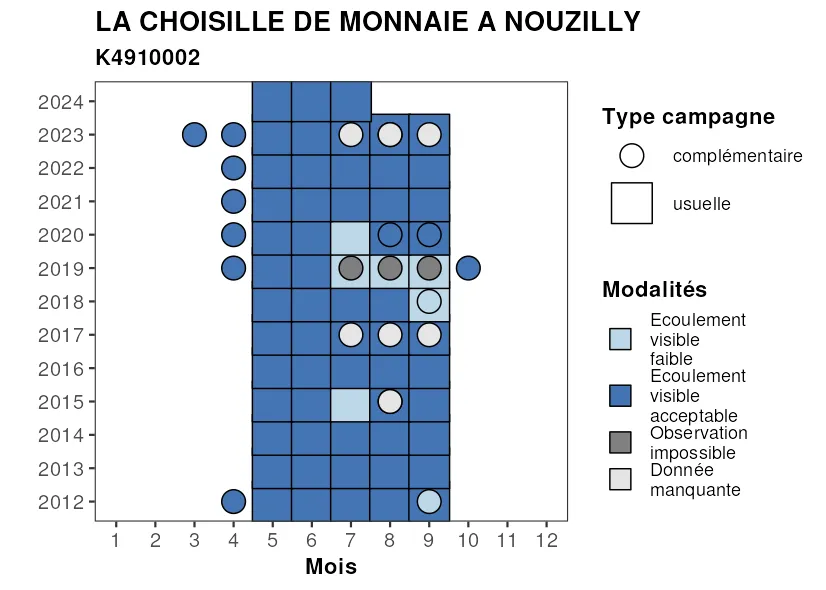 LA CHOISILLE DE MONNAIE A NOUZILLY
K4910002
2024
2023
2022
2021
2020
2019
2018
2017
2016
2015
2014
2013
2012
1 2 3 4 5 6 7 8 9 10 11 12
Mois
Type campagne
complémentaire
usuelle
Modalités
Ecoulement
visible
faible
Ecoulement
visible
acceptable
Observation
impossible
Donnée
manquante